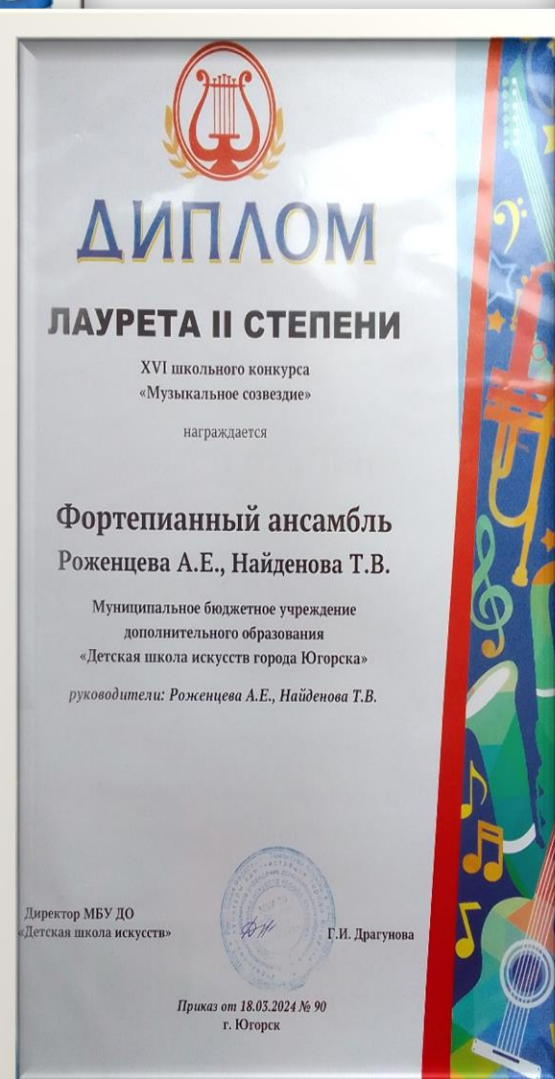 ДИПЛОМ
ЛАУРЕТА II СТЕПЕНИ
XVI школьного конкурса
«Музыкальное созвездие»
награждается
Фортепианный ансамбль
Роженцева А.Е., Найденова Т.В.
Муниципальное бюджетное учреждение
дополнительного образования
«Детская школа искусств города Югорска»
руководители: Роженцева А.Е., Найденова Т.В.
Директор МБУ ДО
«Детская школа искусств»
Г.И. Драгунова
Приказ от 18.03.2024 № 90
г. Югорск